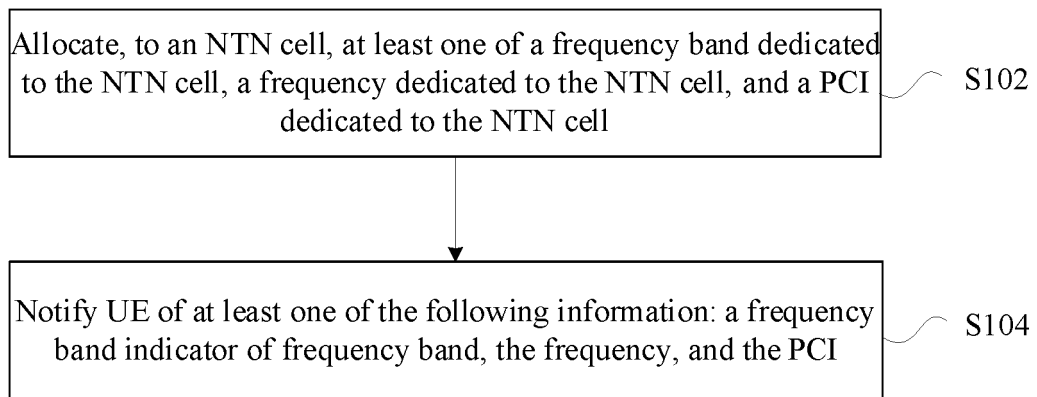 Allocate, to an NTN cell, at least one of a frequency band dedicated
to the NTN cell, a frequency dedicated to the NTN cell, and a PCI
dedicated to the NTN cell
S102
Notify UE of at least one of the following information: a frequency
band indicator of frequency band, the frequency, and the PCI
S104